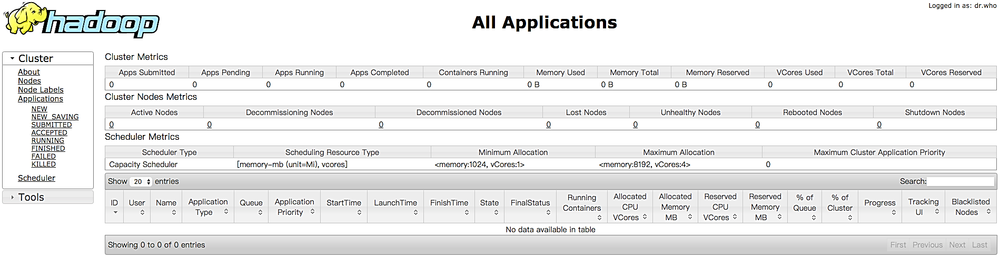 hadoop
Logged in as: dr.who
All Applications
Cluster
About
Nodes
Node Labels
Applications
NEW
NEW_SAVING
SUBMITTED
ACCEPTED
RUNNING
FINISHED
FAILED
KILLED
Scheduler
Tools
Cluster Metrics
Apps Submitted Apps Pending Apps Running Apps Completed Containers Running Memory Used Memory Total Memory Reserved VCores Used VCores Total VCores Reserved
0 0 0 0 0 0 B 0 B 0 B 0 0 0
Cluster Nodes Metrics
Active Nodes Decommissioning Nodes Decommissioned Nodes Lost Nodes Unhealthy Nodes Rebooted Nodes Shutdown Nodes
0 0 0 0 0 0 0
Scheduler Metrics
Scheduler Type Scheduling Resource Type Minimum Allocation Maximum Allocation Maximum Cluster Application Priority
Capacity Scheduler [memory-mb (unit=Mi), vcores] <memory:1024, vCores:1> <memory:8192, vCores:4> 0
Show 20 entries Search:
ID User Name Application Type Queue Application Priority StartTime LaunchTime FinishTime State FinalStatus Running Containers Allocated CPU VCores Allocated Memory MB Reserved CPU VCores Reserved Memory MB % of Queue % of Cluster Progress Tracking UI Blacklisted Nodes
No data available in table
Showing 0 to 0 of 0 entries First Previous Next Last